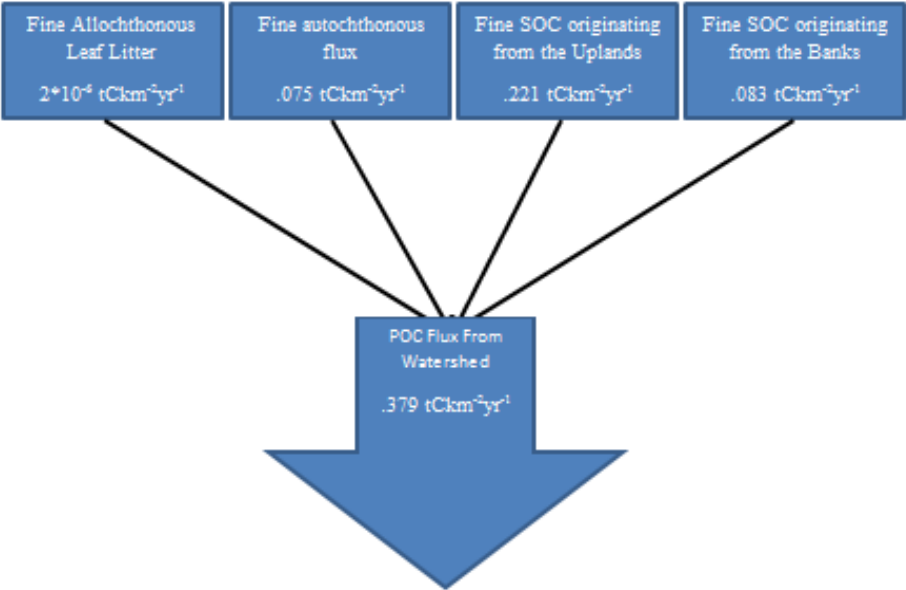 Fine Allochthonous
Leaf Litter
2*10⁻⁶ tCkm⁻²yr⁻¹
Fine autochthonous
flux
.075 tCkm⁻²yr⁻¹
Fine SOC originating
from the Uplands
.221 tCkm⁻²yr⁻¹
Fine SOC originating
from the Banks
.083 tCkm⁻²yr⁻¹
POC Flux From
Watershed
.379 tCkm⁻²yr⁻¹